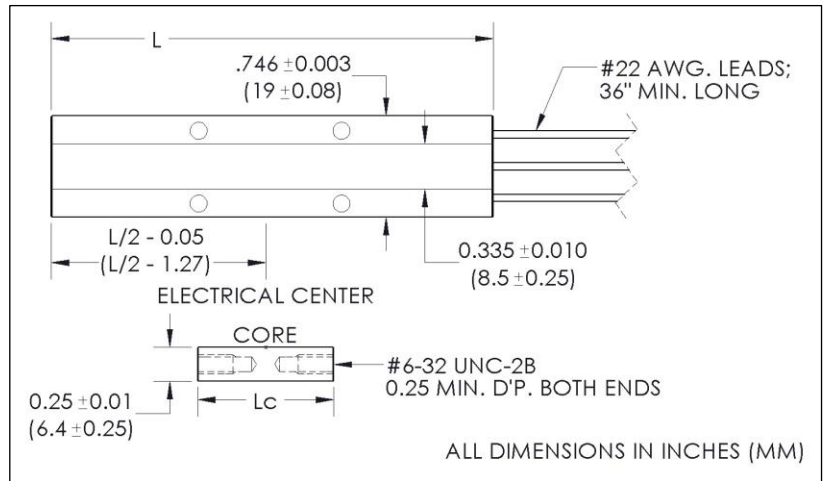 L
.746 ±0.003
(19 ±0.08)
#22 AWG. LEADS;
36" MIN. LONG
L/2 - 0.05
(L/2 - 1.27)
ELECTRICAL CENTER
0.335 ±0.010
(8.5 ±0.25)
CORE
#6-32 UNC-2B
0.25 MIN. D'P. BOTH ENDS
0.25 ±0.01
(6.4 ±0.25)
Lc
ALL DIMENSIONS IN INCHES (MM)